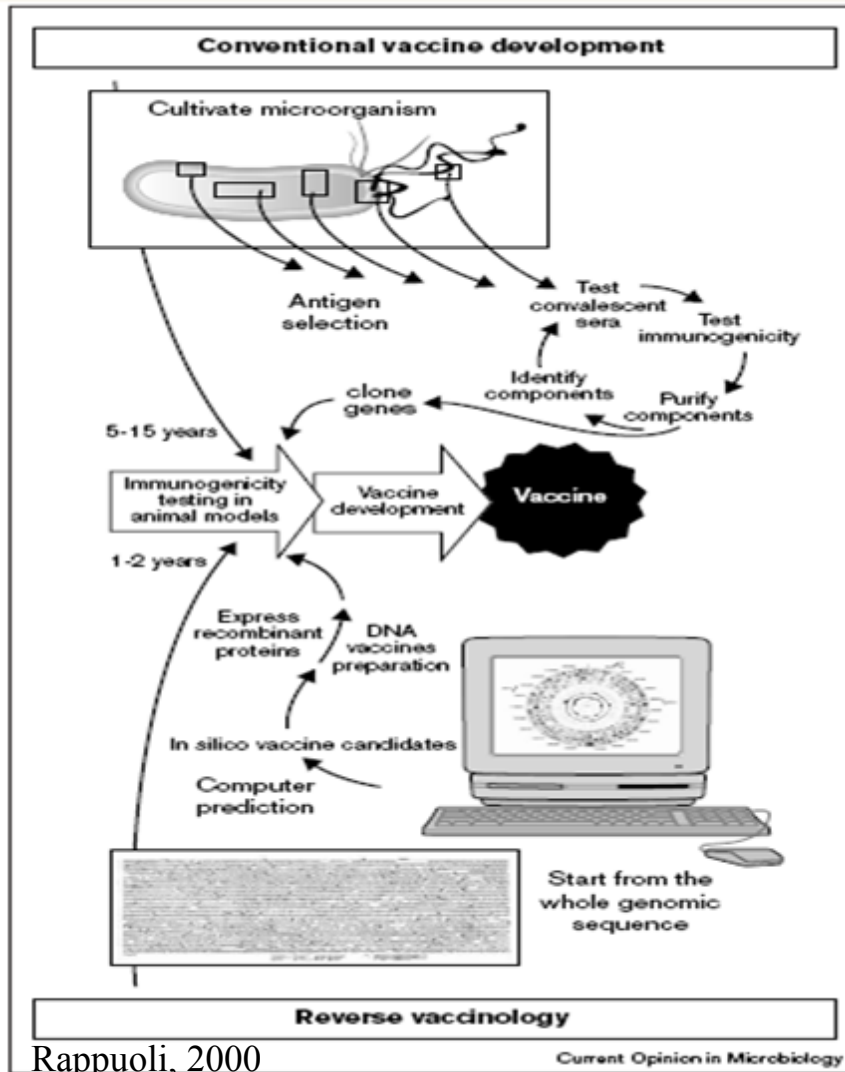 Conventional vaccine development
Cultivate microorganism
Antigen
selection
Test
convalescent
sera
Test
immunogenicity
Identify
components
Purify
components
clone
genes
5-15 years
Immunogenicity
testing in
animal models
Vaccine
development
Vaccine
1-2 years
Express
recombinant
proteins
DNA
vaccines
preparation
In silico vaccine candidates
Computer
prediction
Start from the
whole genomic
sequence
Reverse vaccinology
Rappuoli, 2000
Current Opinion in Microbiology